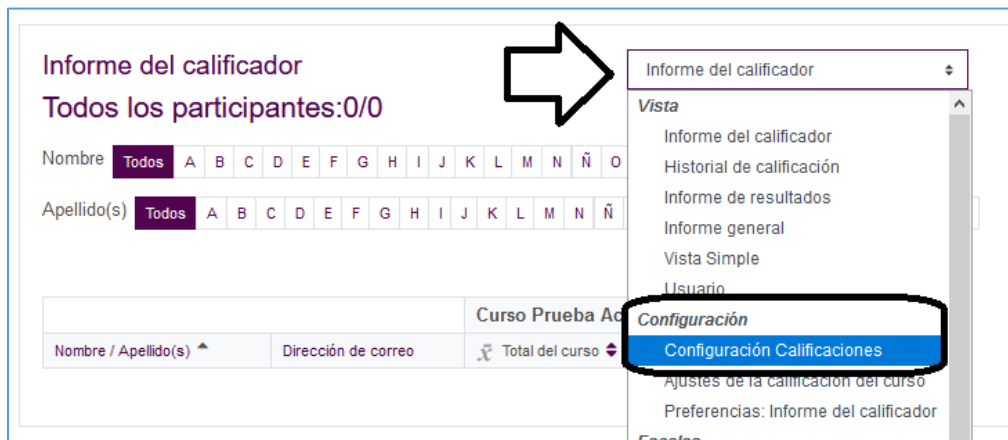 Informe del calificador
Todos los participantes:0/0
Nombre Todos A B C D E F G H I J K L M N Ñ O
Apellido(s) Todos A B C D E F G H I J K L M N Ñ
Curso Prueba Ac
Nombre / Apellido(s) Dirección de correo x̄ Total del curso
Informe del calificador
Vista
Informe del calificador
Historial de calificación
Informe de resultados
Informe general
Vista Simple
Usuario
Configuración
Configuración Calificaciones
Ajustes de la calificación del curso
Preferencias: Informe del calificador
Escalas